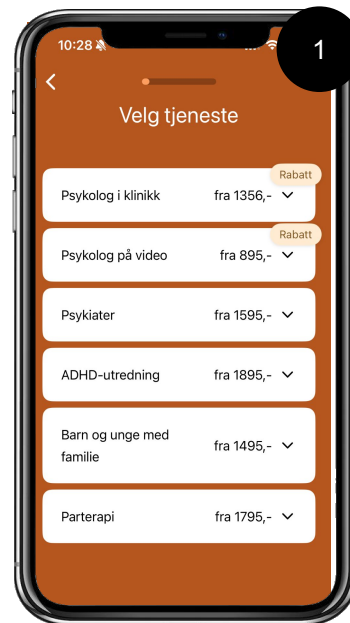 10:28
1
Velg tjeneste
Rabatt
Psykolog i klinikk fra 1356,-
Rabatt
Psykolog på video fra 895,-
Psykiater fra 1595,-
ADHD-utredning fra 1895,-
Barn og unge med
familie fra 1495,-
Parterapi fra 1795,-